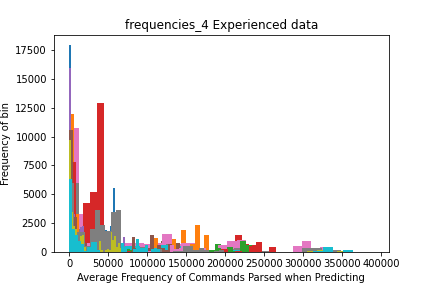 frequencies_4 Experienced data
17500
15000
12500
10000
7500
5000
2500
0
Frequency of bin
0 50000 100000 150000 200000 250000 300000 350000 400000
Average Frequency of Commands Parsed when Predicting